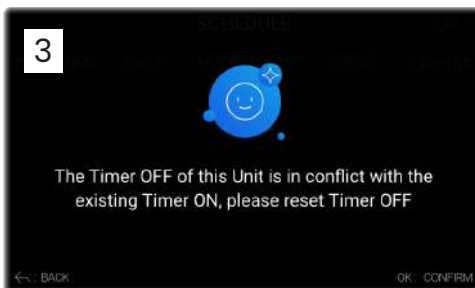 SCHEDULE
3
The Timer OFF of this Unit is in conflict with the
existing Timer ON, please reset Timer OFF
: BACK
OK : CONFIRM